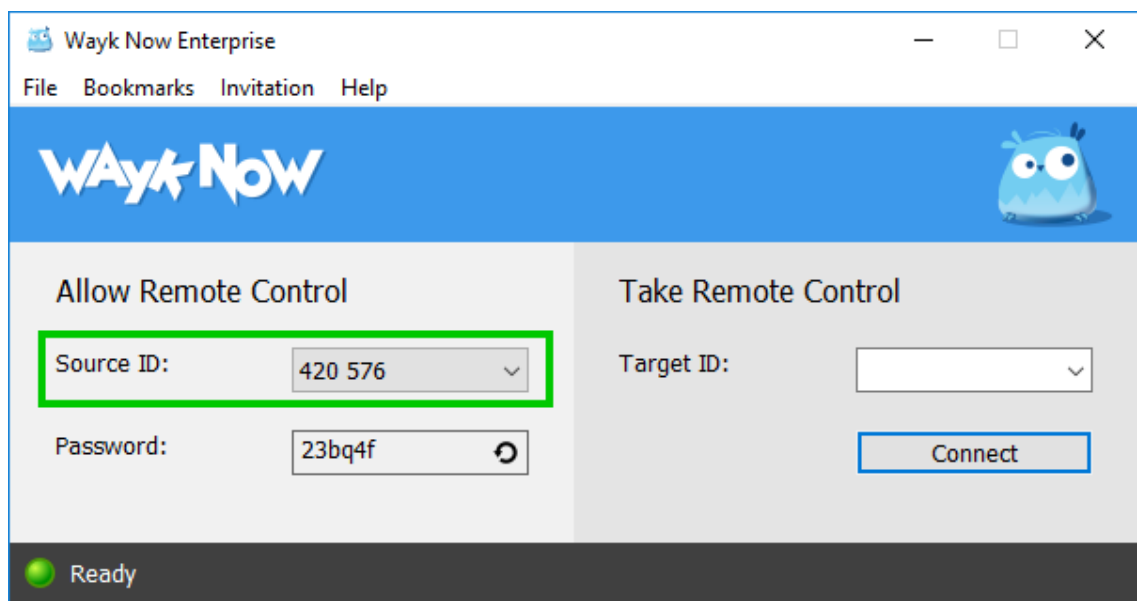 Wayk Now Enterprise
File Bookmarks Invitation Help
WAyk NoW
Allow Remote Control
Source ID: 420 576
Password: 23bq4f
Take Remote Control
Target ID:
Connect
Ready